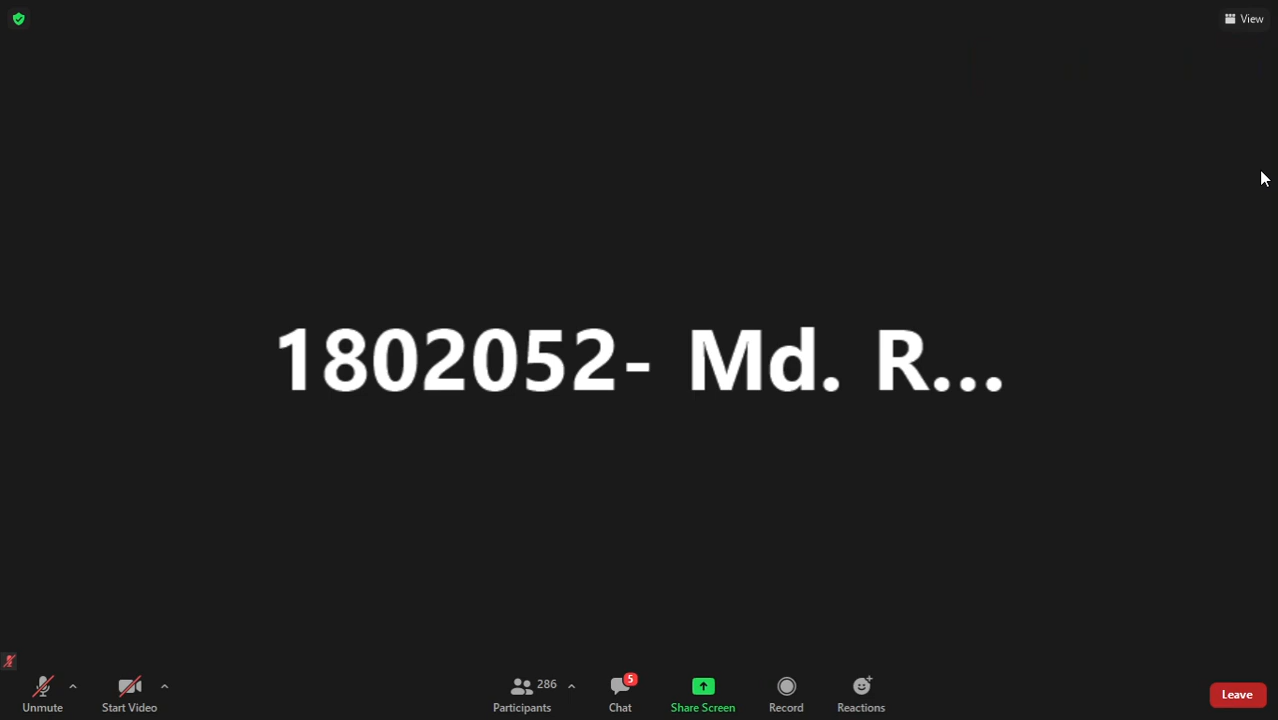 View
1802052- Md. R...
286
5
Unmute
Start Video
Participants
Chat
Share Screen
Record
Reactions
Leave